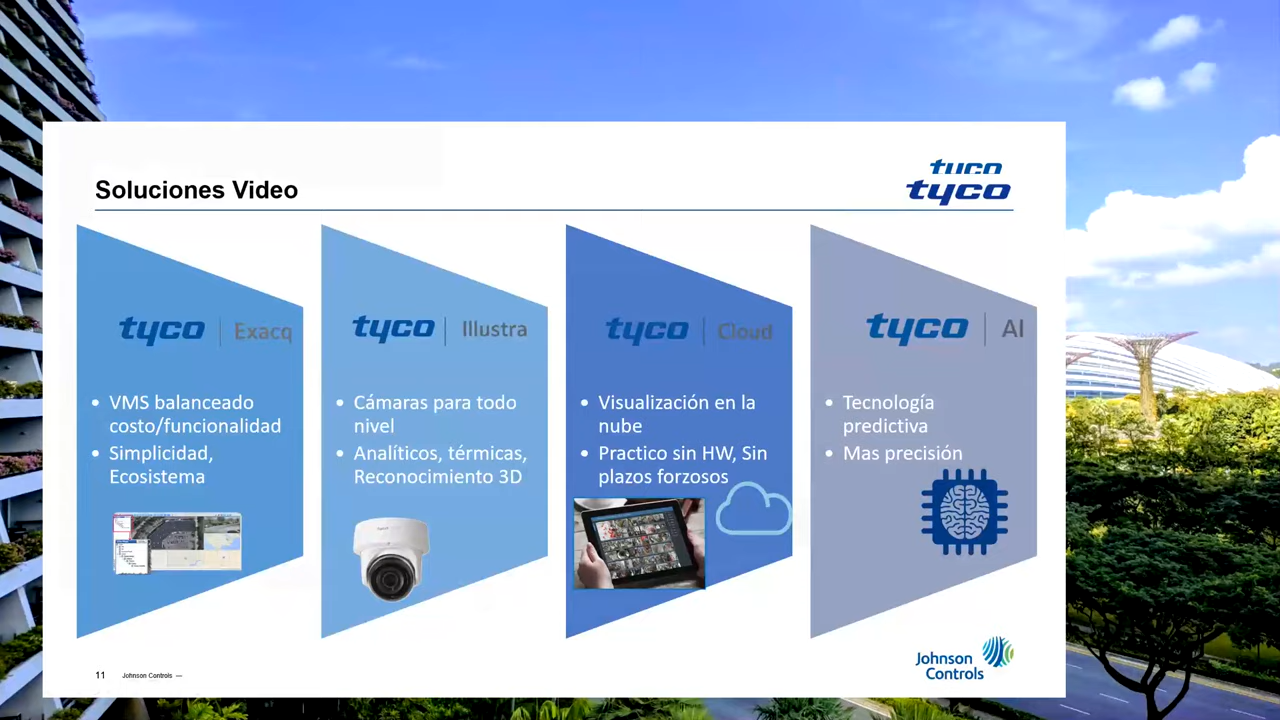 tyco
Soluciones Video
tyco
tyco | Exacq
VMS balanceado
costo/funcionalidad
Simplicidad,
Ecosistema
tyco | Illustra
Cámaras para todo
nivel
Analíticos, térmicas,
Reconocimiento 3D
tyco | Cloud
Visualización en la
nube
Practico sin HW, Sin
plazos forzosos
tyco | AI
Tecnología
predictiva
Mas precisión
11
Johnson Controls —
Johnson
Controls